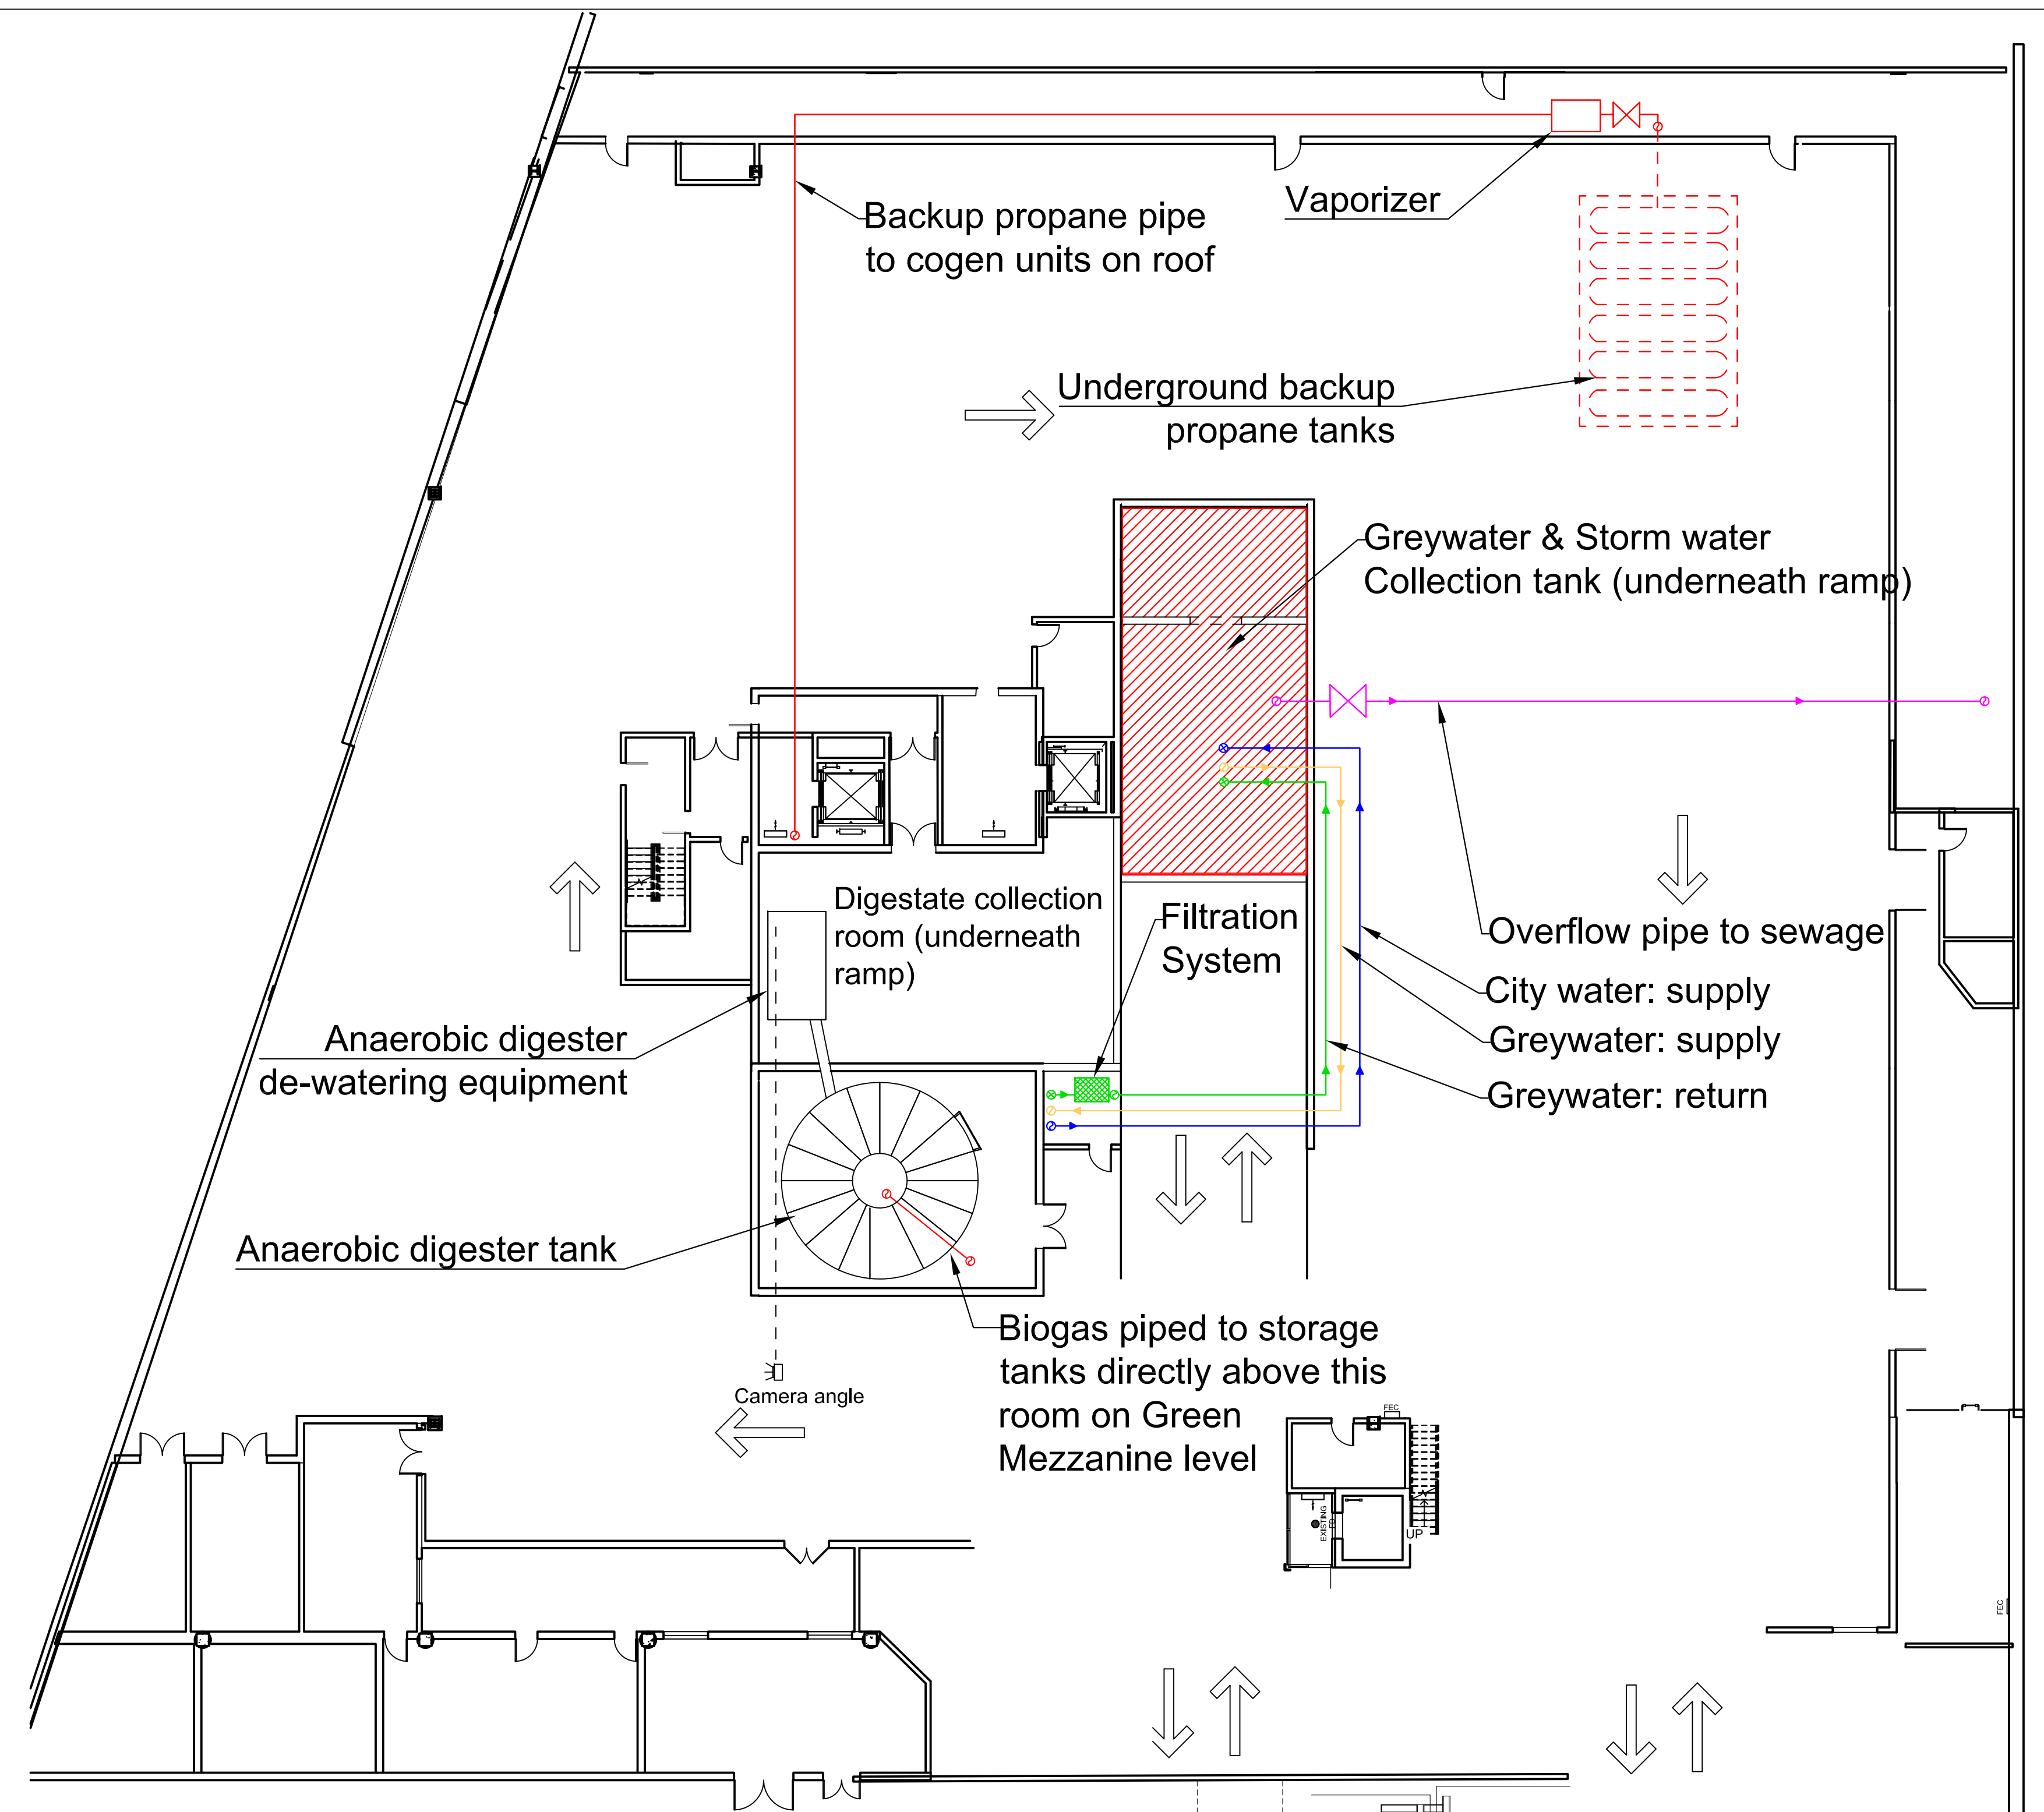 Backup propane pipe
to cogen units on roof
Vaporizer
Underground backup
propane tanks
Greywater & Storm water
Collection tank (underneath ramp)
Digestate collection
room (underneath
ramp)
Filtration
System
Overflow pipe to sewage
City water: supply
Greywater: supply
Greywater: return
Anaerobic digester
de-watering equipment
Anaerobic digester tank
Biogas piped to storage
tanks directly above this
room on Green
Mezzanine level
Camera angle
FEC
EXISTING
UP
FEC